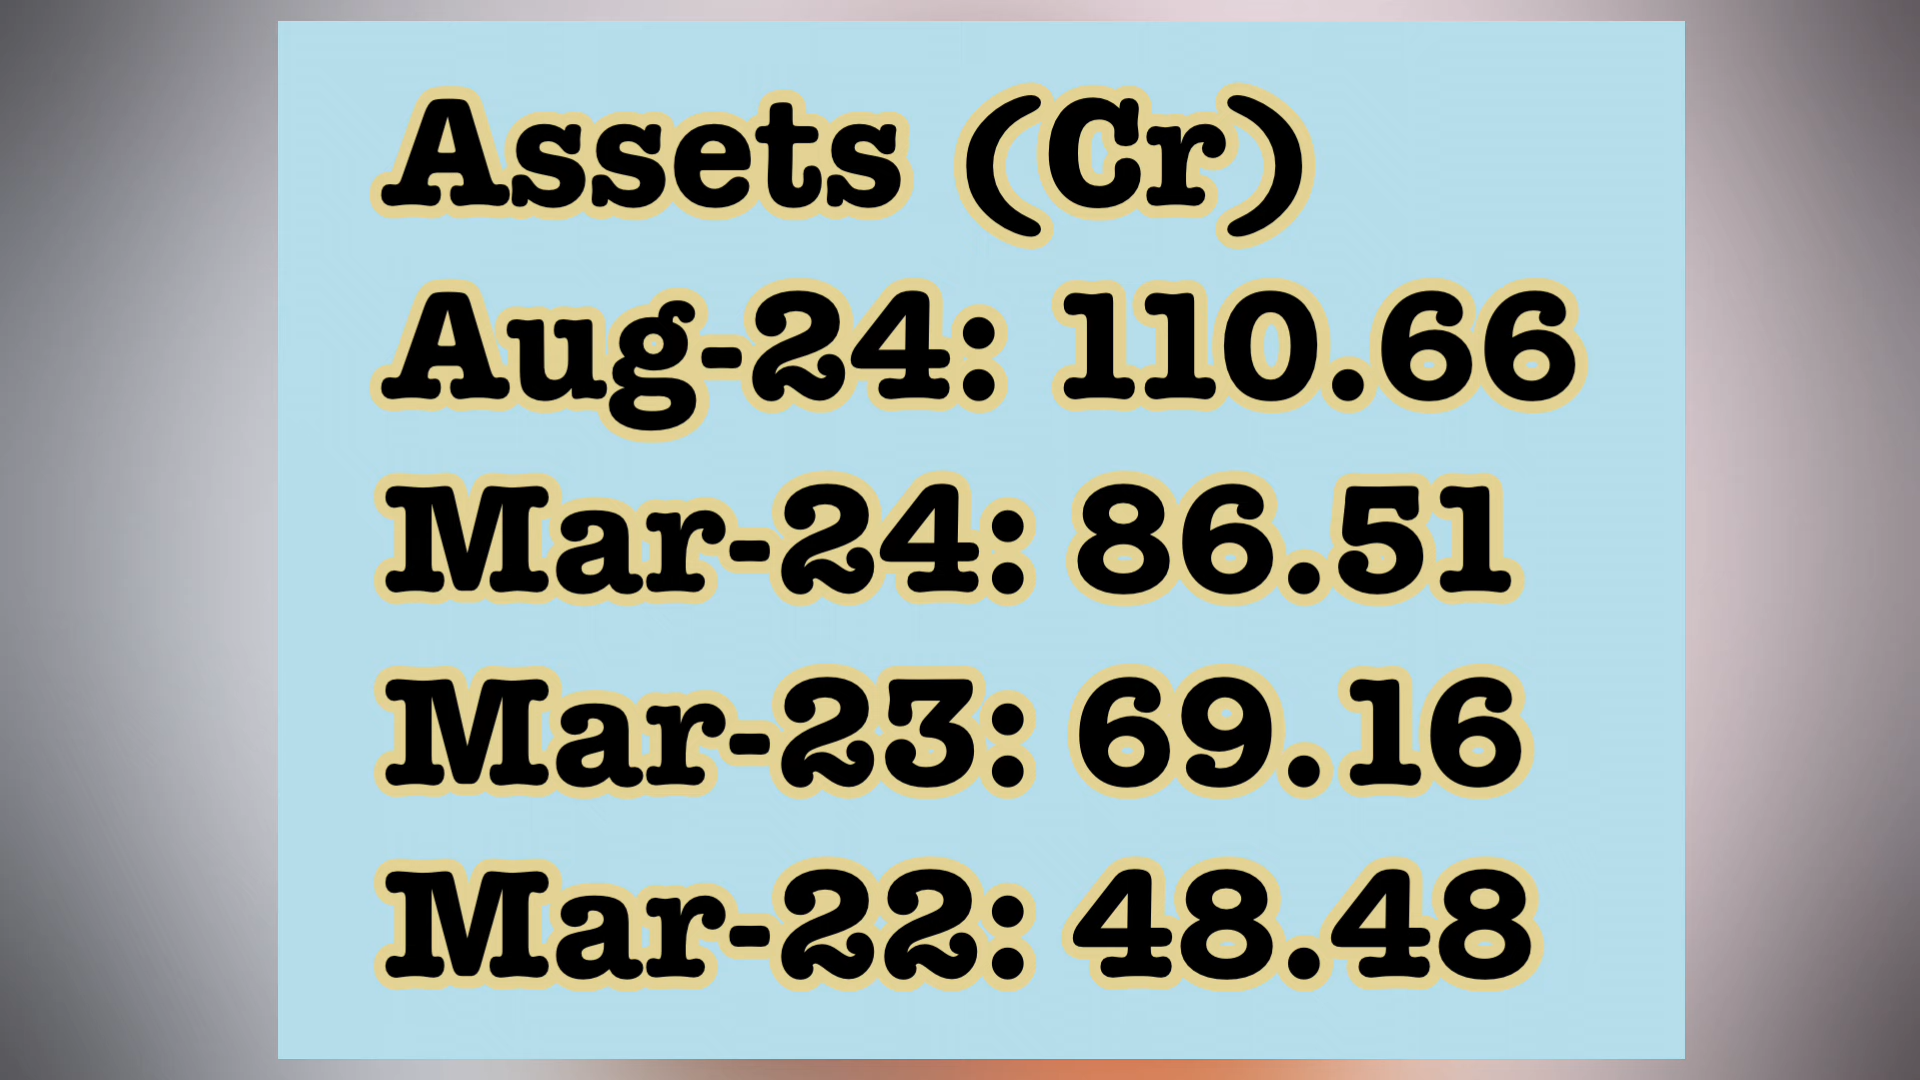 Assets (Cr)
Aug-24: 110.66
Mar-24: 86.51
Mar-23: 69.16
Mar-22: 48.48